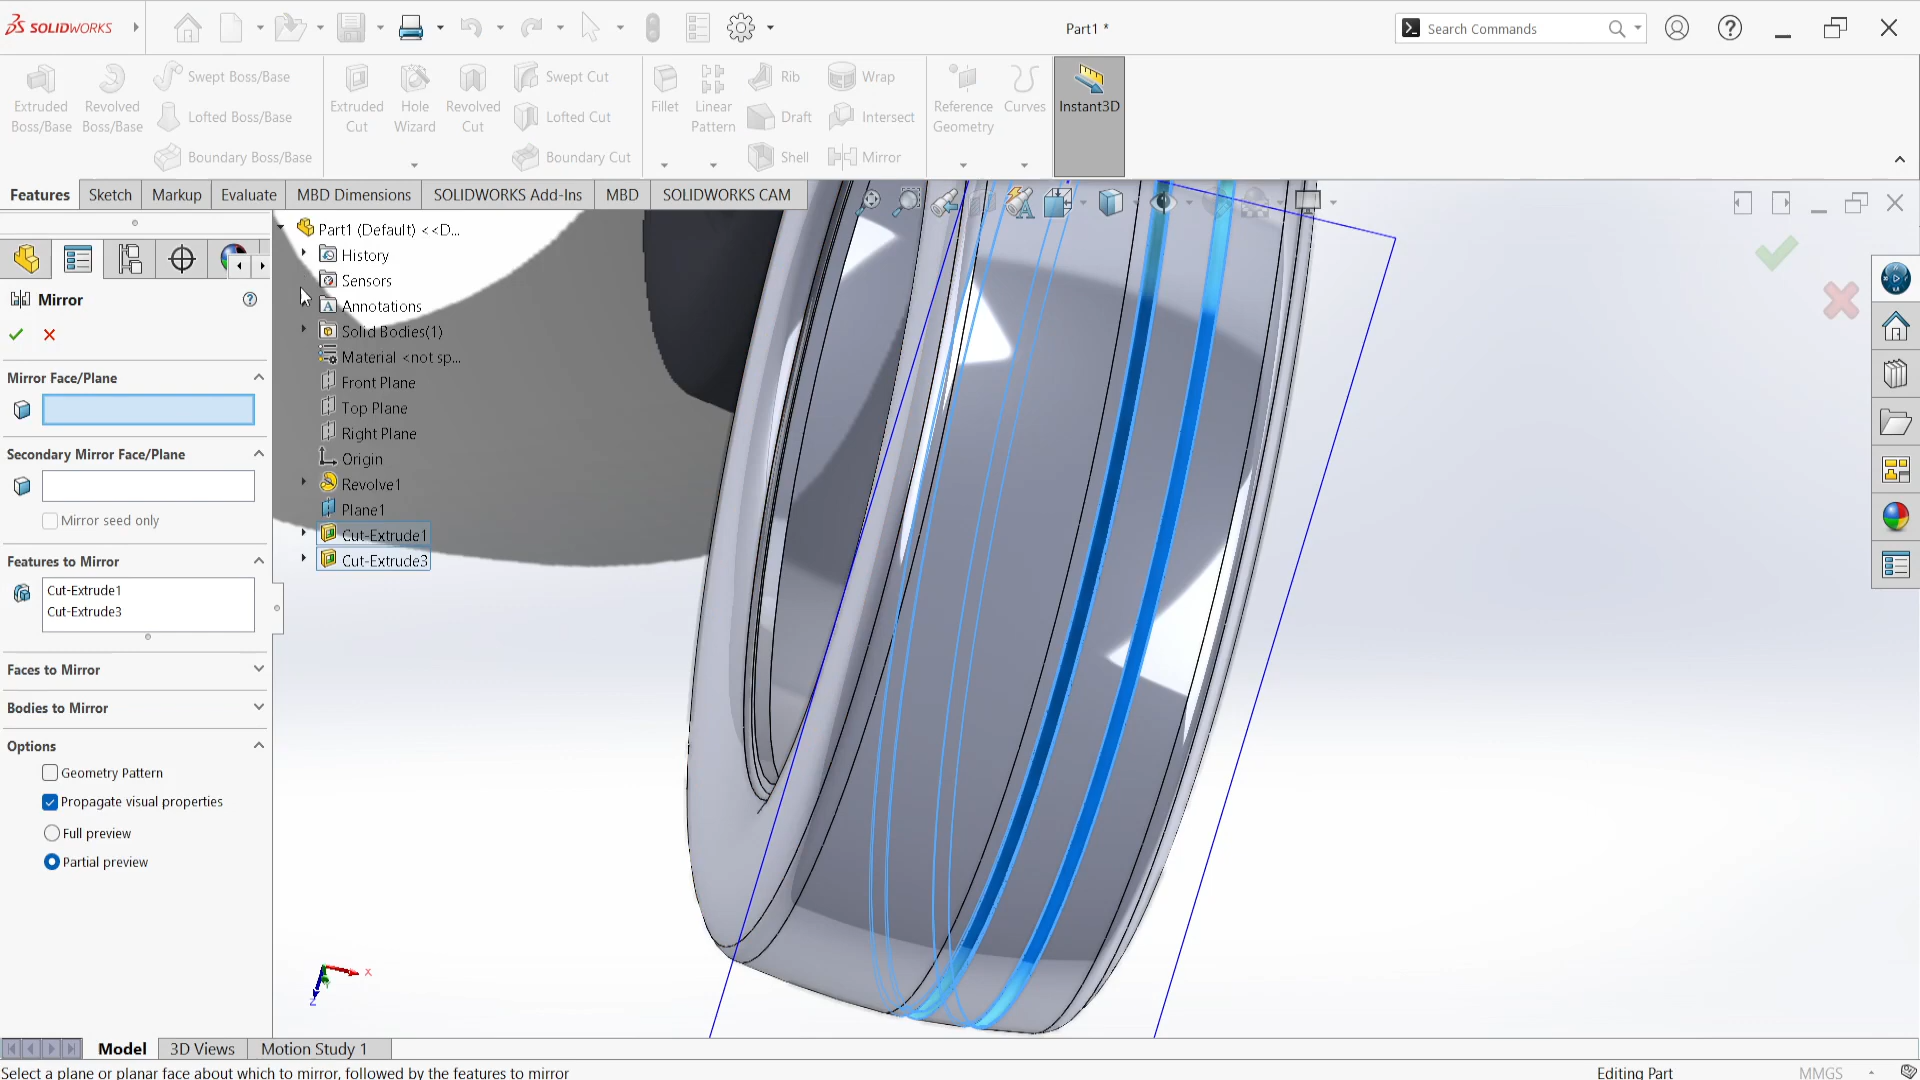 SOLIDWORKS
Part1 *
Search Commands
Extruded Boss/Base
Revolved Boss/Base
Swept Boss/Base
Lofted Boss/Base
Boundary Boss/Base
Extruded Cut
Hole Wizard
Revolved Cut
Swept Cut
Lofted Cut
Boundary Cut
Fillet
Linear Pattern
Rib
Draft
Shell
Wrap
Intersect
Mirror
Reference Geometry
Curves
Instant3D
Features
Sketch
Markup
Evaluate
MBD Dimensions
SOLIDWORKS Add-Ins
MBD
SOLIDWORKS CAM
Mirror
Mirror Face/Plane
Secondary Mirror Face/Plane
Mirror seed only
Features to Mirror
Cut-Extrude1
Cut-Extrude3
Faces to Mirror
Bodies to Mirror
Options
Geometry Pattern
Propagate visual properties
Full preview
Partial preview
Part1 (Default) <<D...
History
Sensors
Annotations
Solid Bodies(1)
Material <not sp...
Front Plane
Top Plane
Right Plane
Origin
Revolve1
Plane1
Cut-Extrude1
Cut-Extrude3
X
Z
Model
3D Views
Motion Study 1
Select a plane or planar face about which to mirror, followed by the features to mirror
Editing Part
MMGS